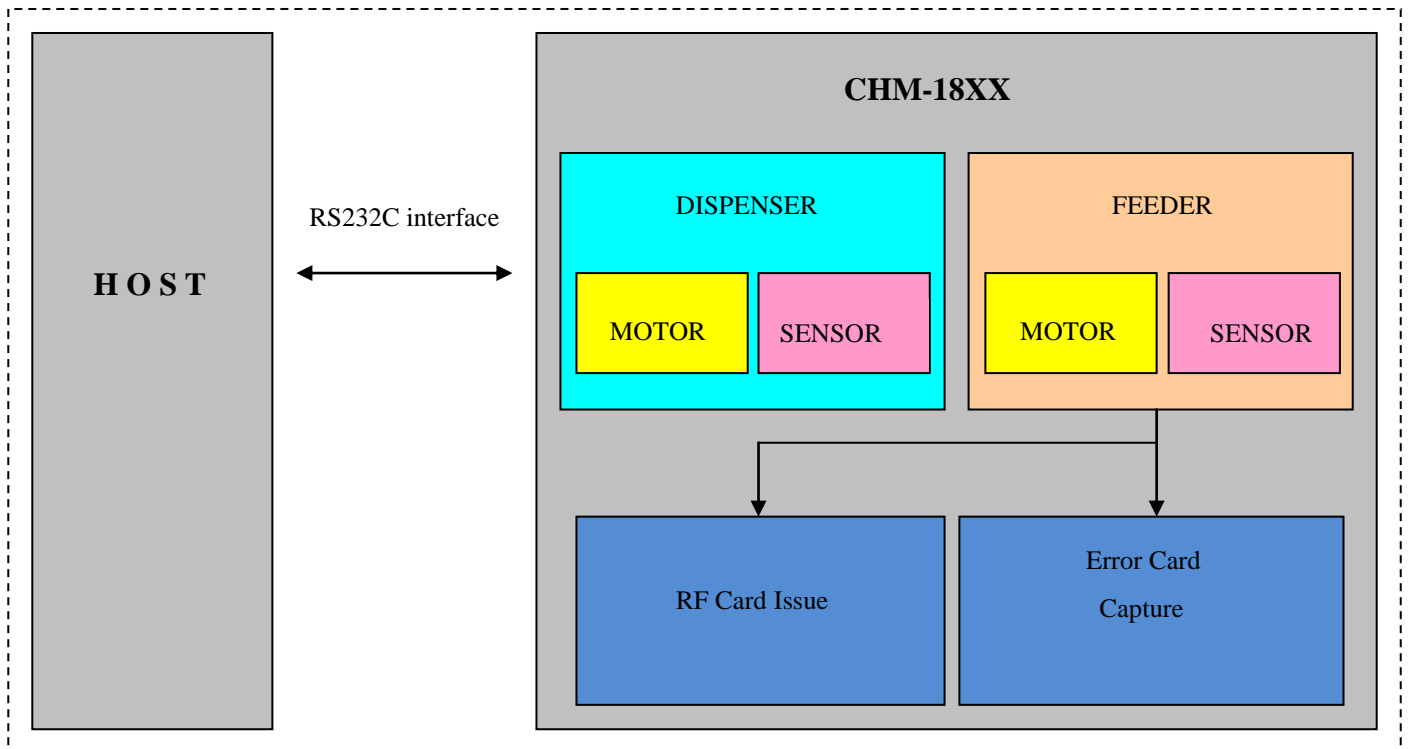 CHM-18XX
H O S T
RS232C interface
DISPENSER
MOTOR
SENSOR
FEEDER
MOTOR
SENSOR
RF Card Issue
Error Card
Capture